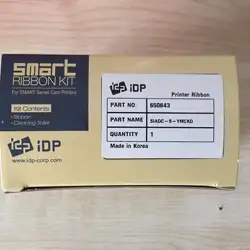 smart
RIBBON KIT
For SMART Series Card Printers
Kit Contents
Ribbon
Cleaning Roller
iDP
www.idp-corp.com
iDP
Printer Ribbon
PART NO
650643
PART NAME
SIADC-S-YMCKO
QUANTITY
1
Made in Korea